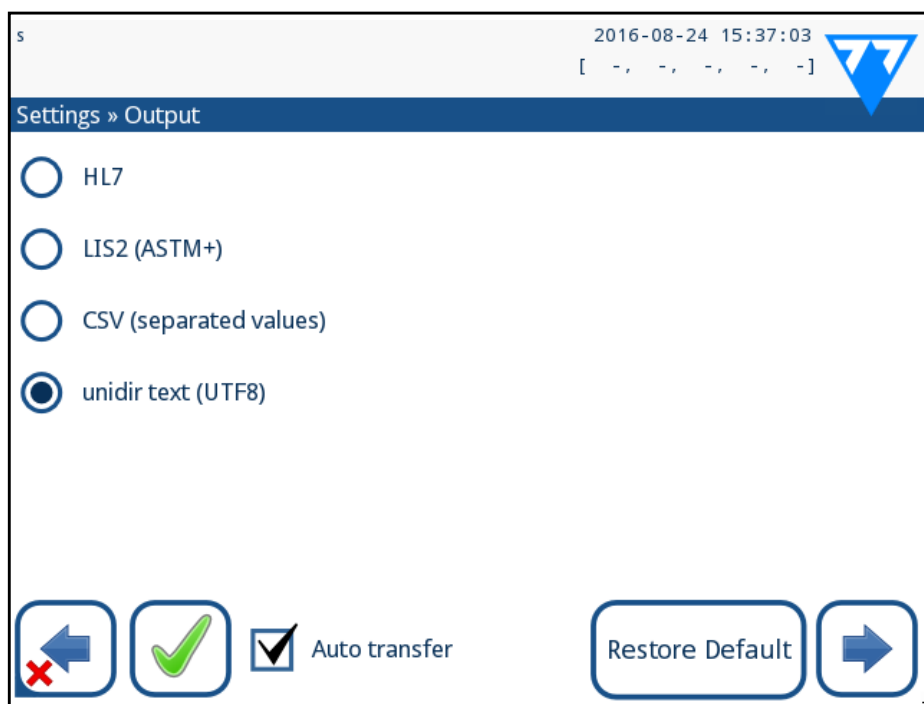 s
2016-08-24 15:37:03
[ -, -, -, -, -]
Settings » Output
HL7
LIS2 (ASTM+)
CSV (separated values)
unidir text (UTF8)
Auto transfer
Restore Default